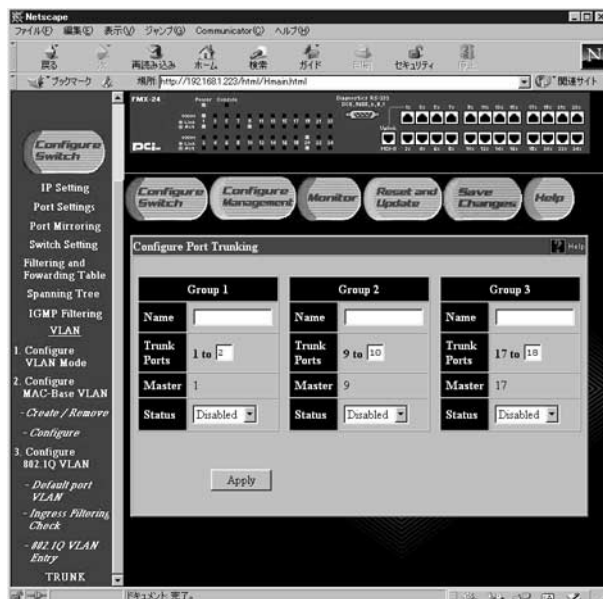 Netscape
ファイル(F) 編集(E) 表示(V) ジャンプ(G) Communicator(C) ヘルプ(H)
戻る 再読み込み ホーム 検索 ガイド セキュリティ
ブックマーク 場所: http://192.168.1.223/html/Hmain.html 関連サイト
FMX-24 Power Console Diagnostics RS-232
PCi
Configure Switch
IP Setting
Port Settings
Port Mirroring
Switch Setting
Filtering and Fowarding Table
Spanning Tree
IGMP Filtering
VLAN
1. Configure VLAN Mode
2. Configure MAC-Base VLAN
- Create / Remove
- Configure
3. Configure 802.1Q VLAN
- Default port VLAN
- Ingress Filtering Check
- 802.1Q VLAN Entry
TRUNK
Configure Switch Configure Management Monitor Reset and Update Save Changes Help
Configure Port Trunking Help
Group 1 Group 2 Group 3
Name Name Name
Trunk Ports 1 to 2 Trunk Ports 9 to 10 Trunk Ports 17 to 18
Master 1 Master 9 Master 17
Status Disabled Status Disabled Status Disabled
Apply
ドキュメント: 完了。